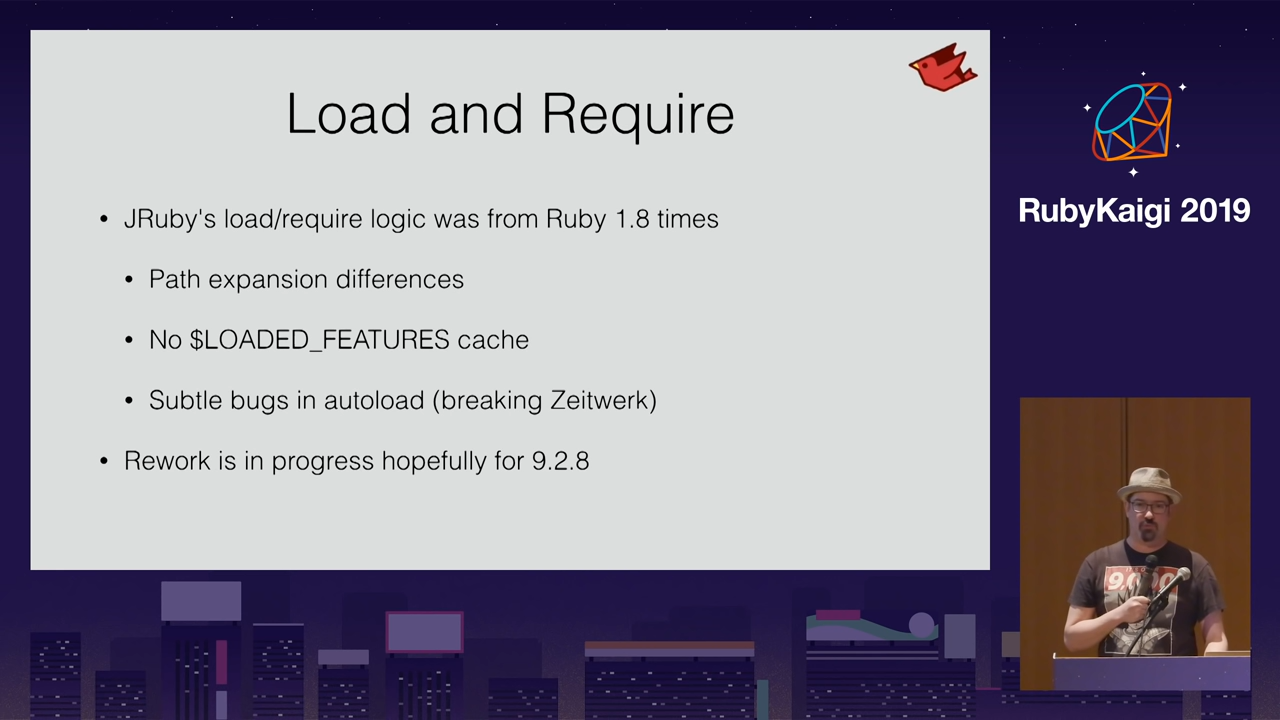 Load and Require
• JRuby's load/require logic was from Ruby 1.8 times
• Path expansion differences
• No $LOADED_FEATURES cache
• Subtle bugs in autoload (breaking Zeitwerk)
• Rework is in progress hopefully for 9.2.8
RubyKaigi 2019